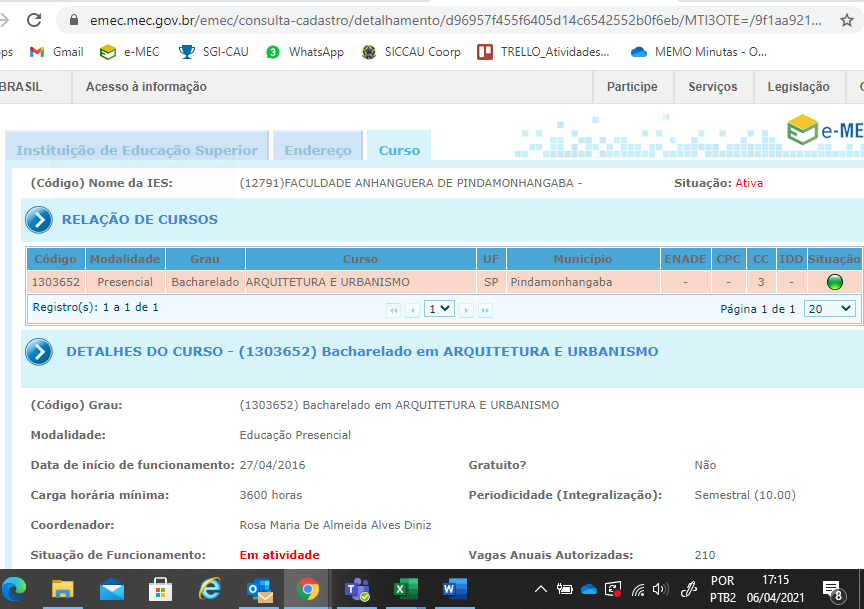 emec.mec.gov.br/emec/consulta-cadastro/detalhamento/d96957f455f6405d14c6542552b0f6eb/MTI3OTE=/9f1aa921...
ps Gmail e-MEC SGI-CAU 3 WhatsApp SICCAU Coorp TRELLO_Atividades... MEMO Minutas - O...
BRASIL Acesso à informação Participe Serviços Legislação
e-ME
Instituição de Educação Superior Endereço Curso
(Código) Nome da IES: (12791)FACULDADE ANHANGUERA DE PINDAMONHANGABA - Situação: Ativa
RELAÇÃO DE CURSOS
Código Modalidade Grau Curso UF Município ENADE CPC CC IDD Situação
1303652 Presencial Bacharelado ARQUITETURA E URBANISMO SP Pindamonhangaba - - 3 -
Registro(s): 1 a 1 de 1 1 Página 1 de 1 20
DETALHES DO CURSO - (1303652) Bacharelado em ARQUITETURA E URBANISMO
(Código) Grau: (1303652) Bacharelado em ARQUITETURA E URBANISMO
Modalidade: Educação Presencial
Data de início de funcionamento: 27/04/2016 Gratuito? Não
Carga horária mínima: 3600 horas Periodicidade (Integralização): Semestral (10.00)
Coordenador: Rosa Maria De Almeida Alves Diniz
Situação de Funcionamento: Em atividade Vagas Anuais Autorizadas: 210
POR 17:15
PTB2 06/04/2021 8